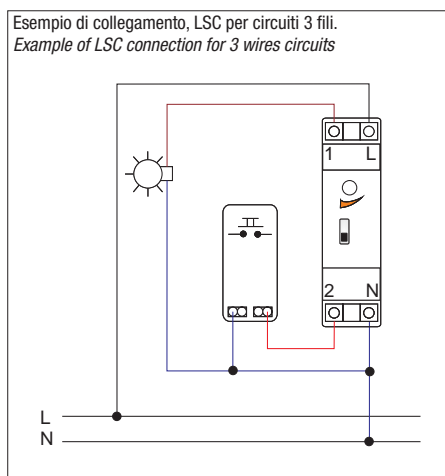 Esempio di collegamento, LSC per circuiti 3 fili.
Example of LSC connection for 3 wires circuits
1 L
2 N
L
N